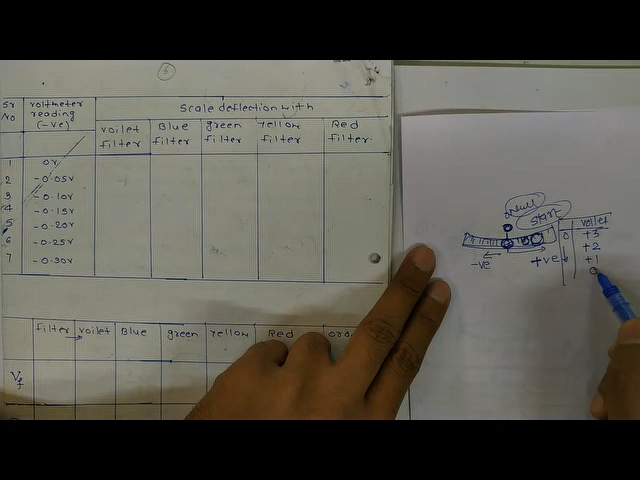 6
Sr No
voltmeter reading (-ve)
Scale deflection with
voilet filter
Blue filter
green filter
Yellow filter
Red filter.
1 0v
2 -0.05v
3 -0.10v
4 -0.15v
5 -0.20v
6 -0.25v
7 -0.30v
filter → voilet Blue green Yellow Red
Vf
start
-ve +ve
voilet
0 +3
+2
+1
0